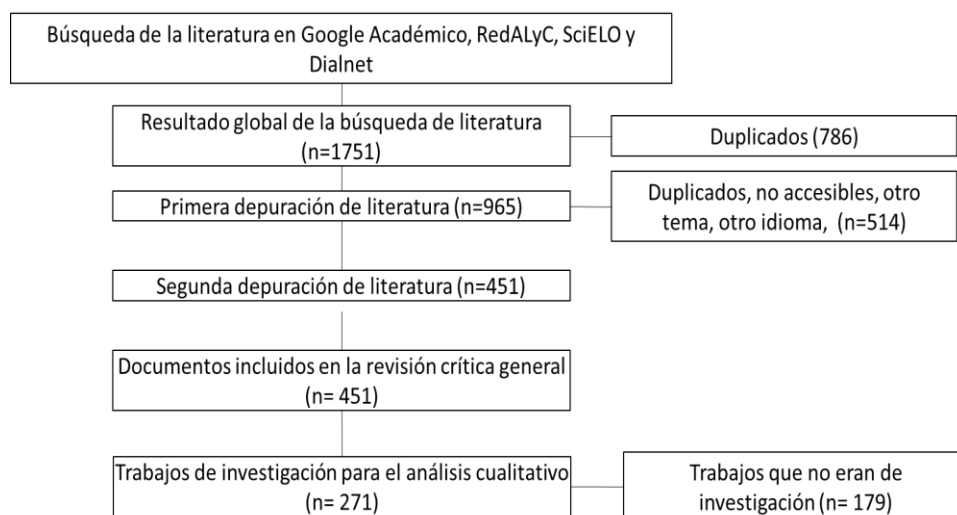 Búsqueda de la literatura en Google Académico, RedALyC, SciELO y
Dialnet
Resultado global de la búsqueda de literatura
(n=1751)
Duplicados (786)
Primera depuración de literatura (n=965)
Duplicados, no accesibles, otro
tema, otro idioma, (n=514)
Segunda depuración de literatura (n=451)
Documentos incluidos en la revisión crítica general
(n= 451)
Trabajos de investigación para el análisis cualitativo
(n= 271)
Trabajos que no eran de
investigación (n= 179)